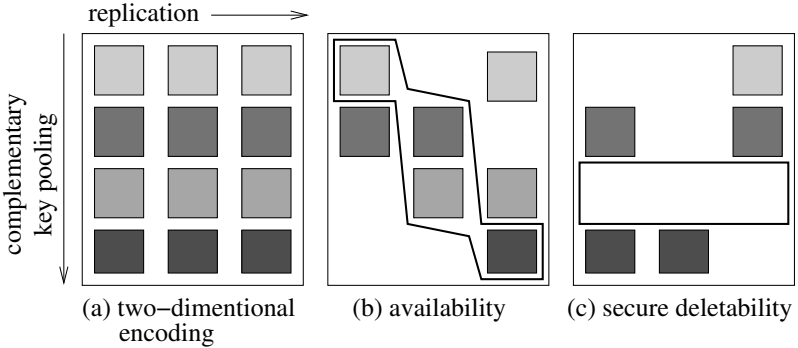 replication
complementary
key pooling
(a) two−dimentional
encoding
(b) availability
(c) secure deletability